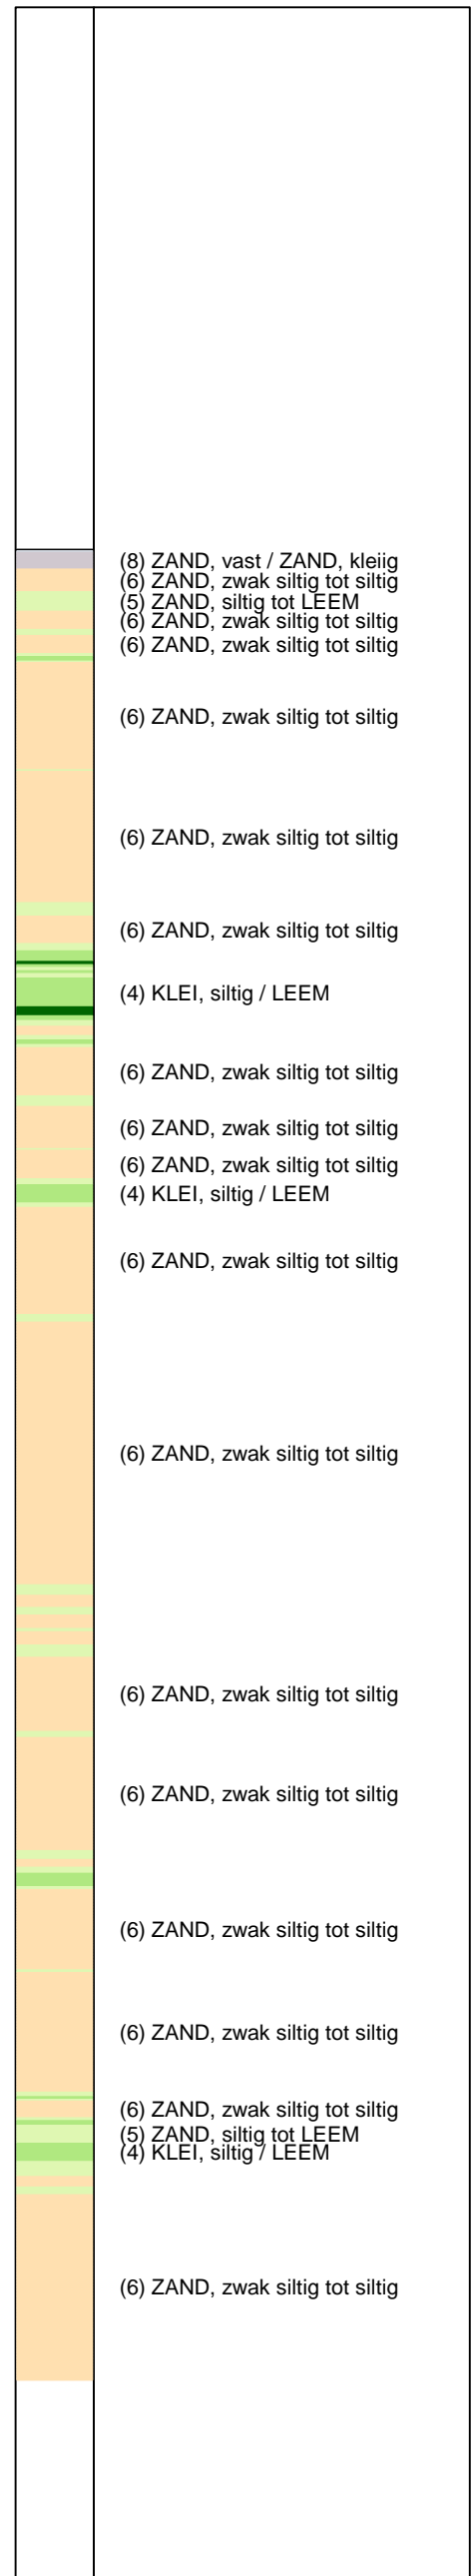 (8) ZAND, vast / ZAND, kleiig
(6) ZAND, zwak siltig tot siltig
(5) ZAND, siltig tot LEEM
(6) ZAND, zwak siltig tot siltig
(6) ZAND, zwak siltig tot siltig
(6) ZAND, zwak siltig tot siltig
(6) ZAND, zwak siltig tot siltig
(6) ZAND, zwak siltig tot siltig
(4) KLEI, siltig / LEEM
(6) ZAND, zwak siltig tot siltig
(6) ZAND, zwak siltig tot siltig
(6) ZAND, zwak siltig tot siltig
(4) KLEI, siltig / LEEM
(6) ZAND, zwak siltig tot siltig
(6) ZAND, zwak siltig tot siltig
(6) ZAND, zwak siltig tot siltig
(6) ZAND, zwak siltig tot siltig
(6) ZAND, zwak siltig tot siltig
(6) ZAND, zwak siltig tot siltig
(6) ZAND, zwak siltig tot siltig
(5) ZAND, siltig tot LEEM
(4) KLEI, siltig / LEEM
(6) ZAND, zwak siltig tot siltig